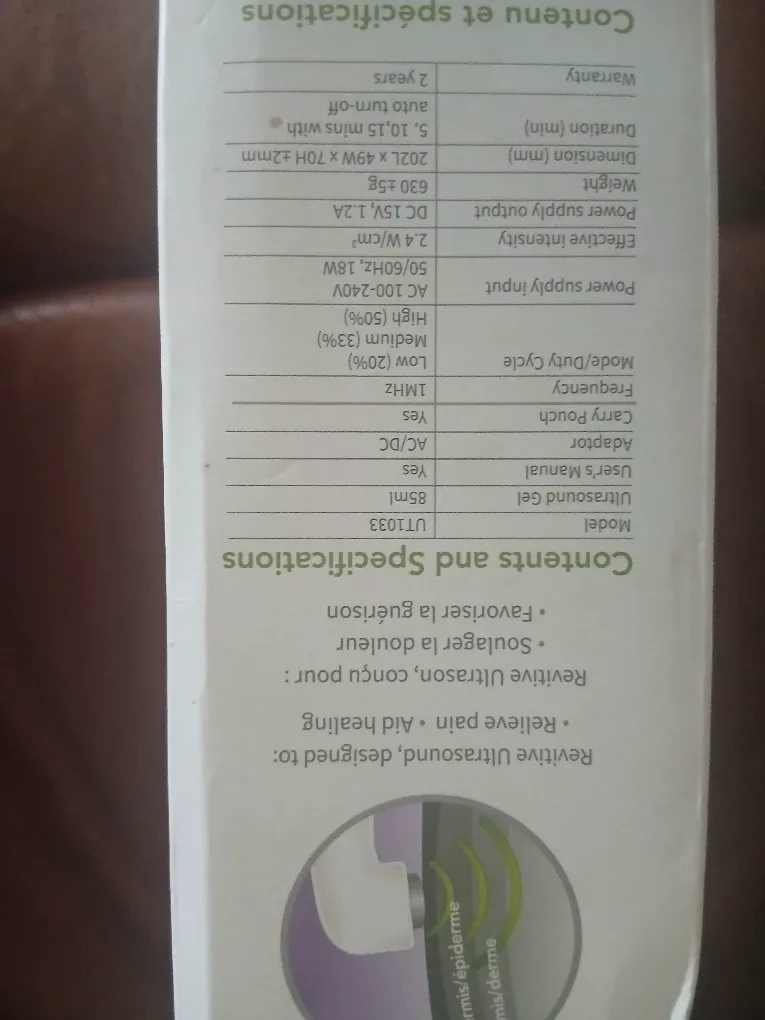 rmis/épiderme
mis/derme
Revitive Ultrasound, designed to:
• Relieve pain • Aid healing
Revitive Ultrason, conçu pour :
• Soulager la douleur
• Favoriser la guérison
Contents and Specifications
Model UT1033
Ultrasound Gel 85ml
User's Manual Yes
Adaptor AC/DC
Carry Pouch Yes
Frequency 1MHz
Mode/Duty Cycle Low (20%)
Medium (33%)
High (50%)
Power supply input AC 100-240V
50/60Hz, 18W
Effective intensity 2.4 W/cm²
Power supply output DC 15V, 1.2A
Weight 630 ±5g
Dimension (mm) 202L x 49W x 70H ±2mm
Duration (min) 5, 10,15 mins with
auto turn-off
Warranty 2 years
Contenu et spécifications